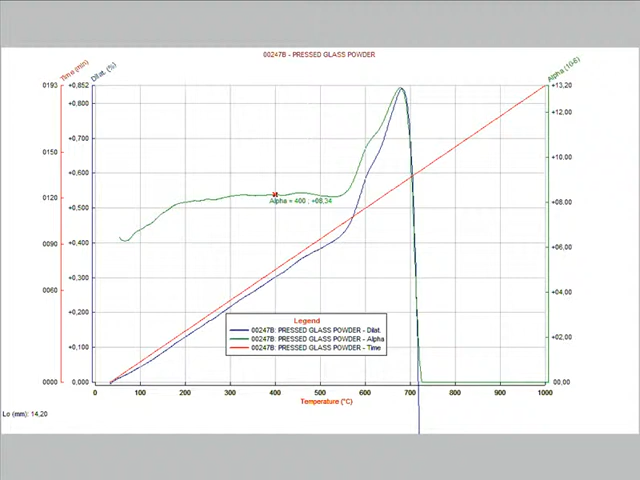 00247B - PRESSED GLASS POWDER
Time (min)
Dilat. (%)
Alpha (10-6)
0193
0150
0120
0090
0060
0000
+0,852
+0,800
+0,700
+0,600
+0,500
+0,400
+0,300
+0,200
+0,100
0,000
+13,20
+12,00
+10,00
+08,00
+06,00
+04,00
+02,00
00,00
Alpha = 400 : +08,34
Legend
00247B: PRESSED GLASS POWDER - Dilat.
00247B: PRESSED GLASS POWDER - Alpha
00247B: PRESSED GLASS POWDER - Time
0 100 200 300 400 500 600 700 800 900 1000
Temperature (°C)
Lo (mm): 14,20